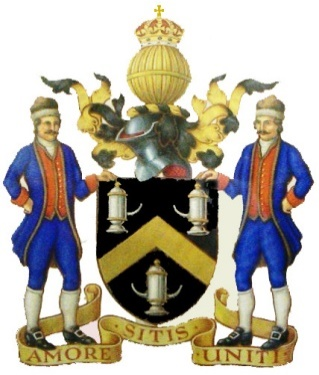 AMORE · SITIS · UNITI